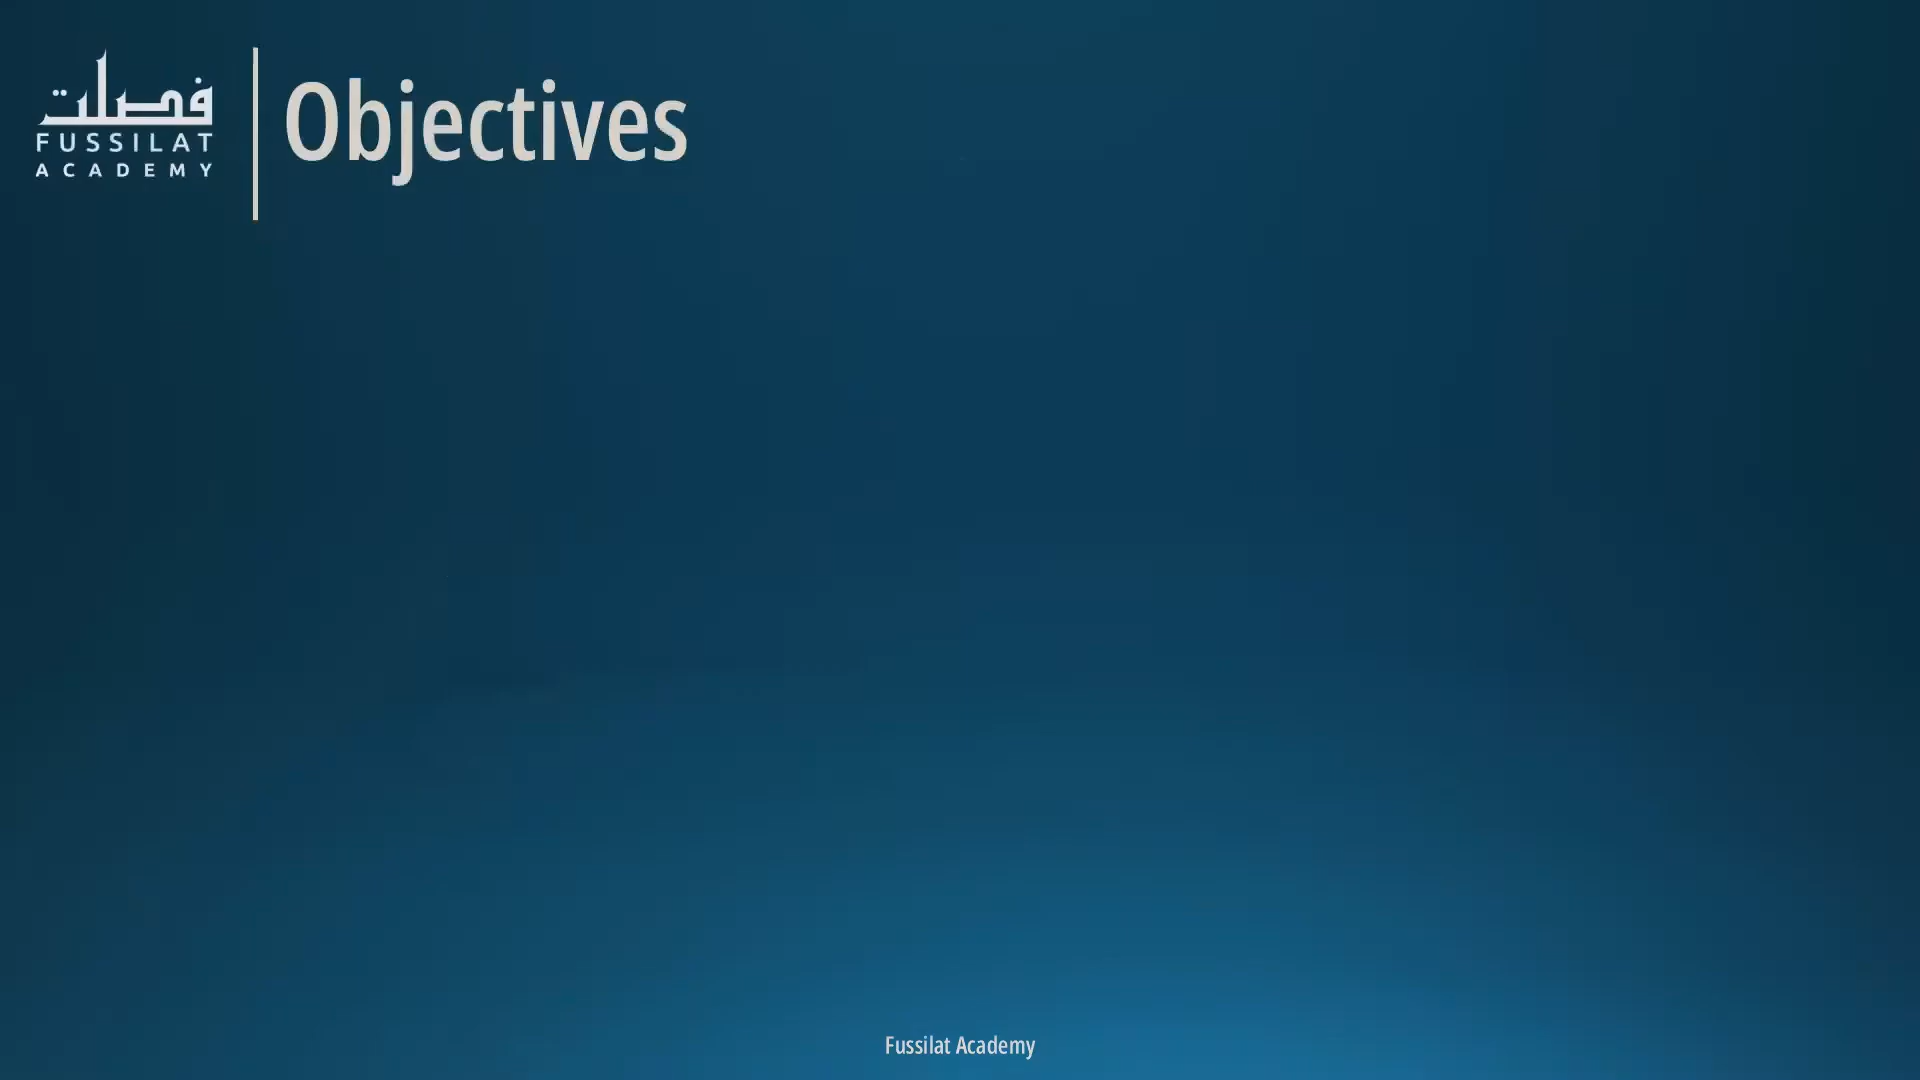 فصلت
FUSSILAT
ACADEMY
Objectives
Fussilat Academy